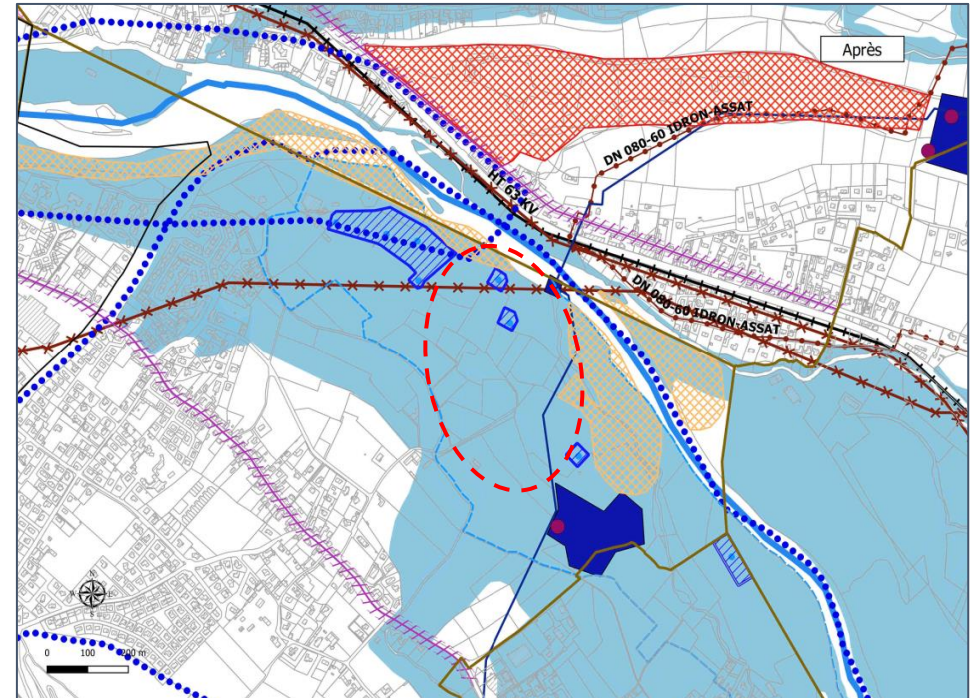 Après
DN 080-60 IDRON-ASSAT
HT 63 KV
DN 080-60 IDRON-ASSAT
N
S
0 100 200 m